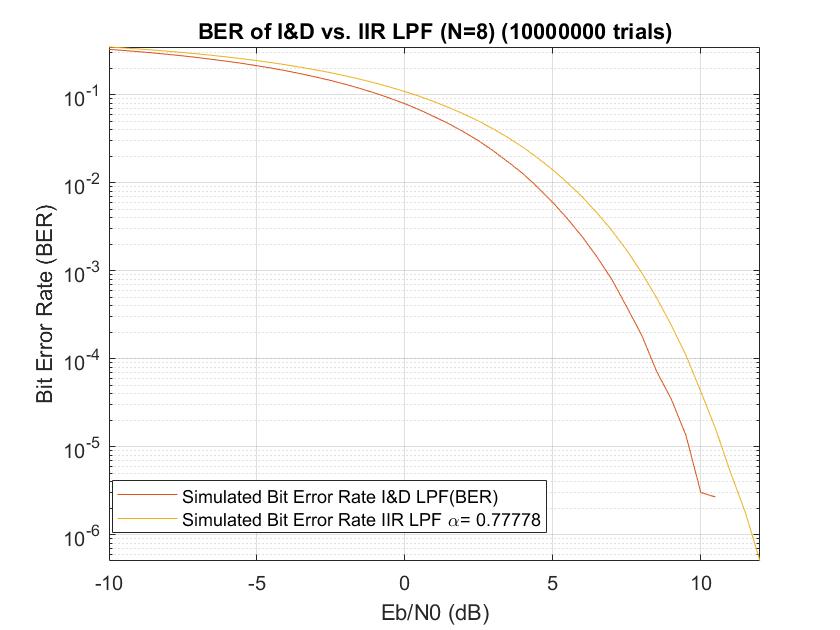 BER of I&D vs. IIR LPF (N=8) (10000000 trials)
10^-1
10^-2
10^-3
10^-4
10^-5
10^-6
Bit Error Rate (BER)
Simulated Bit Error Rate I&D LPF(BER)
Simulated Bit Error Rate IIR LPF α= 0.77778
-10 -5 0 5 10
Eb/N0 (dB)